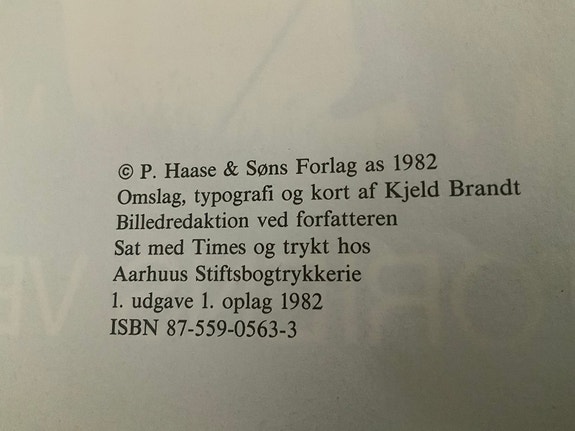 © P. Haase & Søns Forlag as 1982
Omslag, typografi og kort af Kjeld Brandt
Billedredaktion ved forfatteren
Sat med Times og trykt hos
Aarhuus Stiftsbogtrykkerie
1. udgave 1. oplag 1982
ISBN 87-559-0563-3